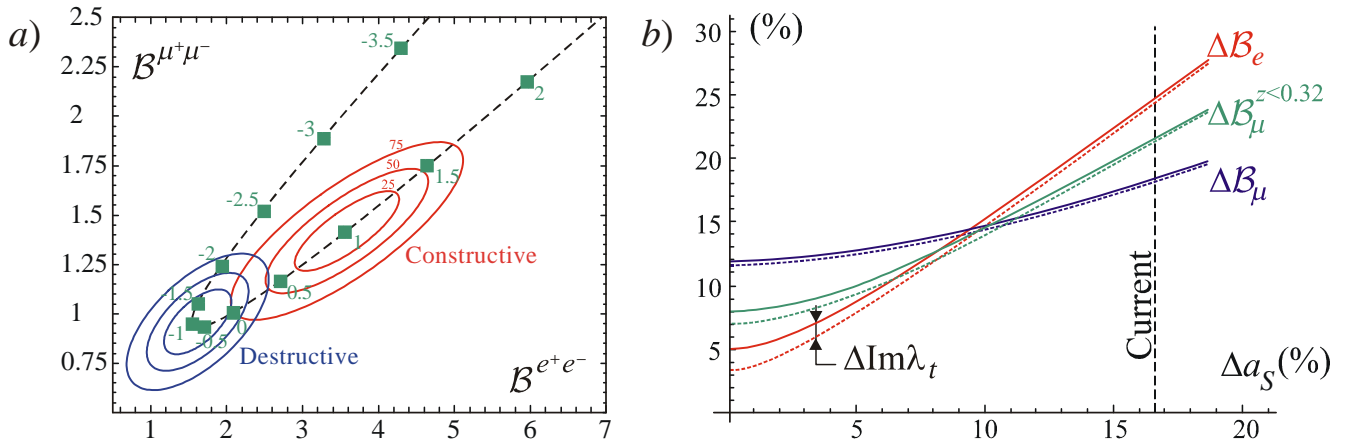 a)
𝓑^μ⁺μ⁻
2.5
2.25
2
1.75
1.5
1.25
1
0.75
-3.5
-3
-2.5
-2
-1.5
-1
-0.5
0
0.5
1
1.5
2
75
50
25
Constructive
Destructive
𝓑^e⁺e⁻
1 2 3 4 5 6 7
b)
(%)
30
25
20
15
10
5
Δ𝓑_e
Δ𝓑_μ^z<0.32
Δ𝓑_μ
Current
ΔImλ_t
Δa_S(%)
5 10 15 20